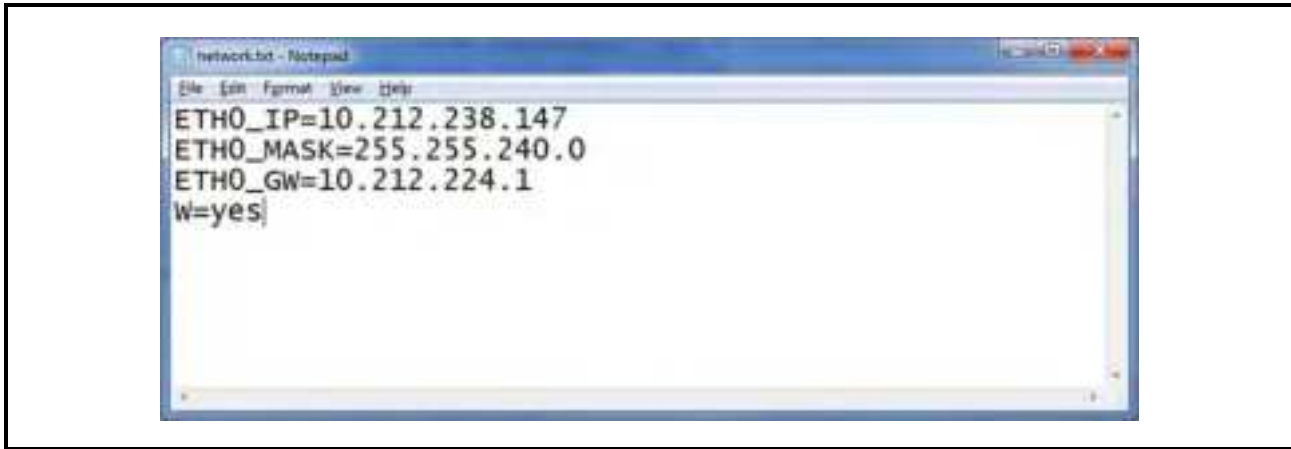 network.txt - Notepad
File Edit Format View Help
ETH0_IP=10.212.238.147
ETH0_MASK=255.255.240.0
ETH0_GW=10.212.224.1
W=yes